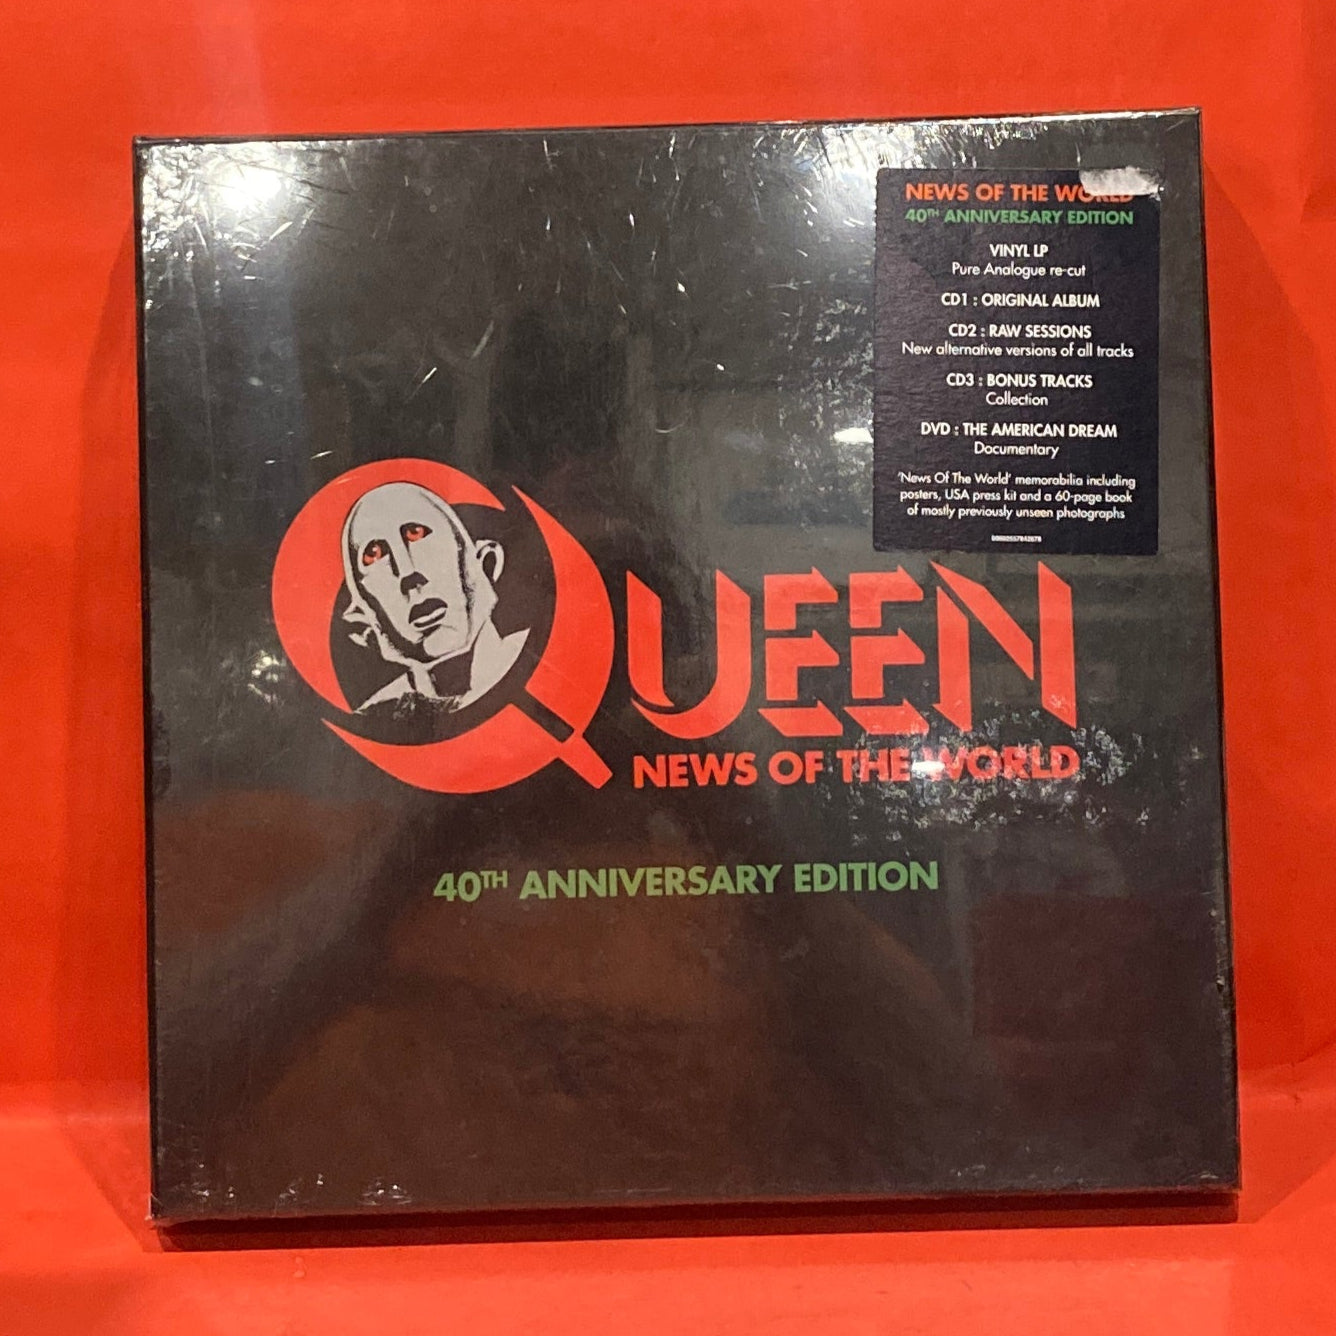 NEWS OF THE WORLD
40TH ANNIVERSARY EDITION
VINYL LP
Pure Analogue re-cut
CD1 : ORIGINAL ALBUM
CD2 : RAW SESSIONS
New alternative versions of all tracks
CD3 : BONUS TRACKS
Collection
DVD : THE AMERICAN DREAM
Documentary
'News Of The World' memorabilia including
posters, USA press kit and a 60-page book
of mostly previously unseen photographs
QUEEN
NEWS OF THE WORLD
40TH ANNIVERSARY EDITION